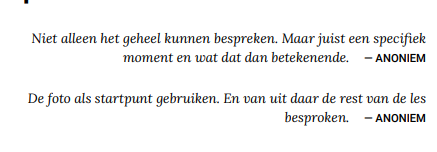 Niet alleen het geheel kunnen bespreken. Maar juist een specifiek
moment en wat dat dan betekenende. – ANONIEM
De foto als startpunt gebruiken. En van uit daar de rest van de les
besproken. – ANONIEM